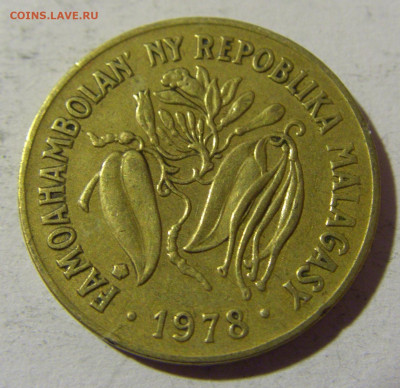 COINS.LAVE.RU
FAMOAHAMBOLAN' NY REPOBLIKA MALAGASY
· 1978 ·